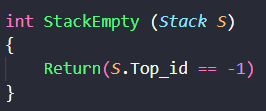 int StackEmpty (Stack S)
{
    Return(S.Top_id == -1)
}